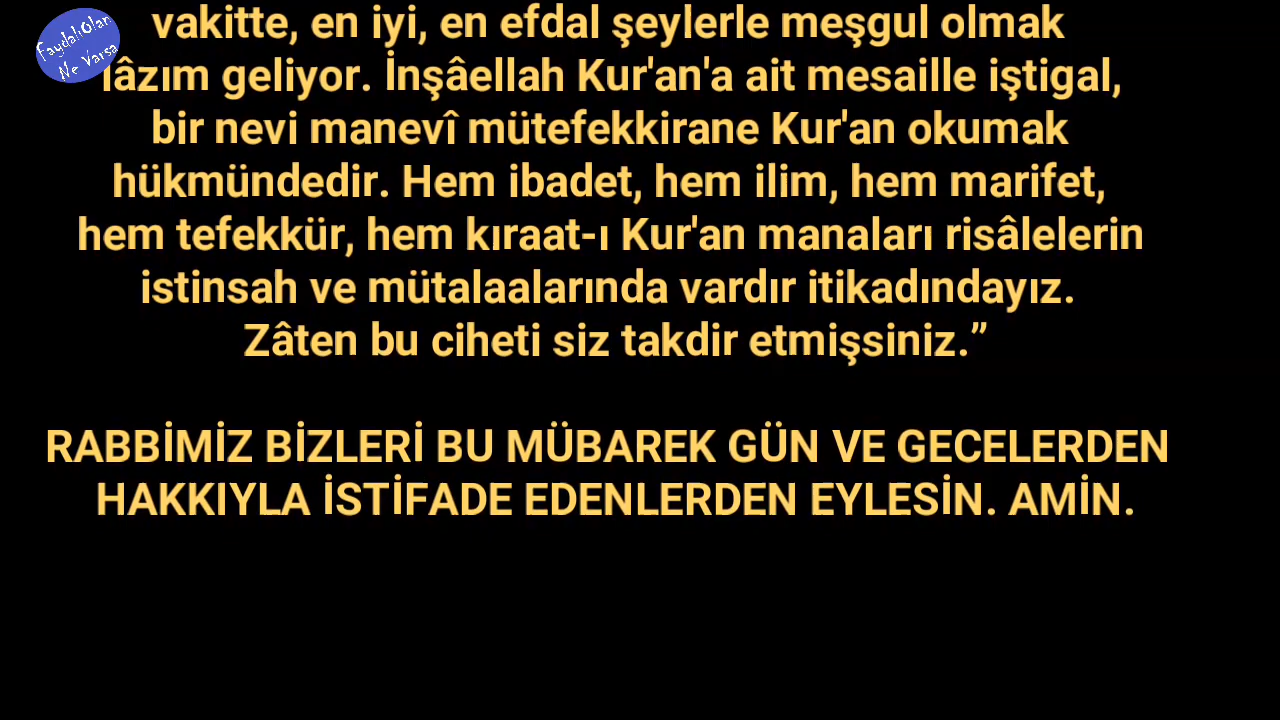 Faydalı Olan
Ne Varsa
vakitte, en iyi, en efdal şeylerle meşgul olmak
lâzım geliyor. İnşâellah Kur'an'a ait mesaille iştigal,
bir nevi manevî mütefekkirane Kur'an okumak
hükmündedir. Hem ibadet, hem ilim, hem marifet,
hem tefekkür, hem kıraat-ı Kur'an manaları risâlelerin
istinsah ve mütalaalarında vardır itikadındayız.
Zâten bu ciheti siz takdir etmişsiniz.”
RABBİMİZ BİZLERİ BU MÜBAREK GÜN VE GECELERDEN
HAKKIYLA İSTİFADE EDENLERDEN EYLESİN. AMİN.